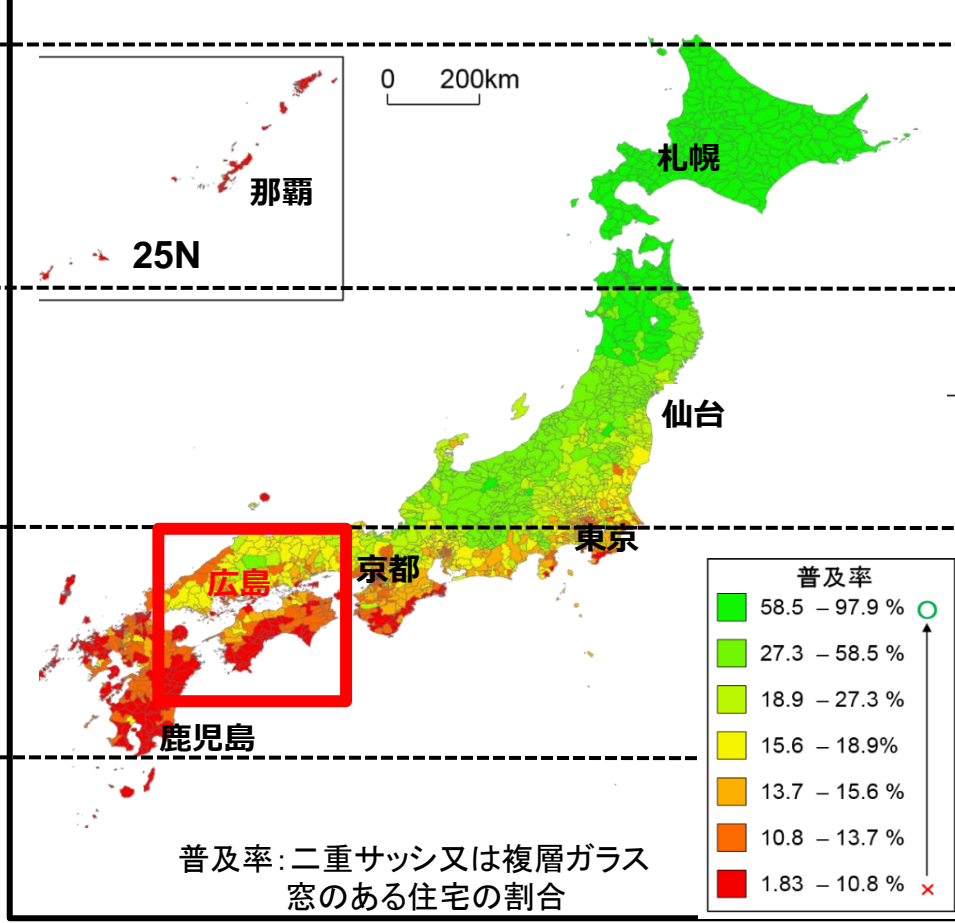 0 200km
札幌
那覇
25N
仙台
東京
京都
広島
鹿児島
普及率
58.5 – 97.9 % ○
27.3 – 58.5 %
18.9 – 27.3 %
15.6 – 18.9%
13.7 – 15.6 %
10.8 – 13.7 %
1.83 – 10.8 % ×
普及率：二重サッシ又は複層ガラス
窓のある住宅の割合